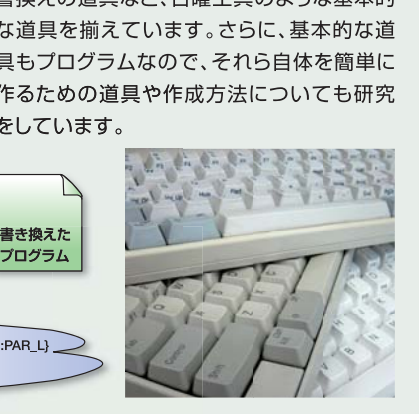 書換えの道具など、日曜工具のような基本的
な道具を揃えています。さらに、基本的な道
具もプログラムなので、それら自体を簡単に
作るための道具や作成方法についても研究
をしています。
書き換えた
プログラム
:PAR_L}
Control
Shift